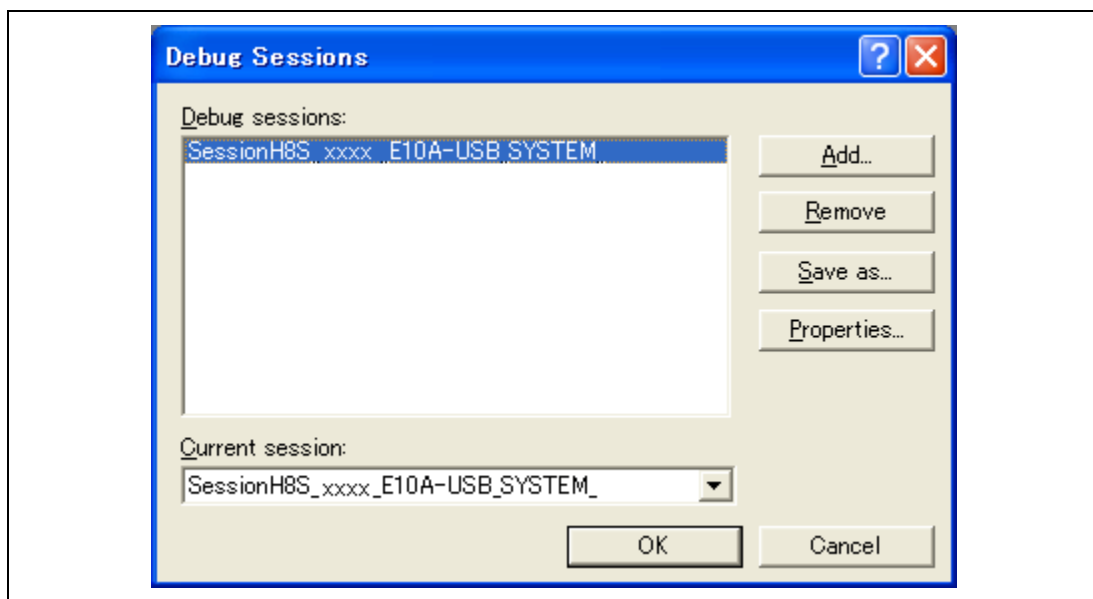 Debug Sessions
Debug sessions:
SessionH8S_xxxx_E10A-USB_SYSTEM_
Add...
Remove
Save as...
Properties...
Current session:
SessionH8S_xxxx_E10A-USB_SYSTEM_
OK
Cancel